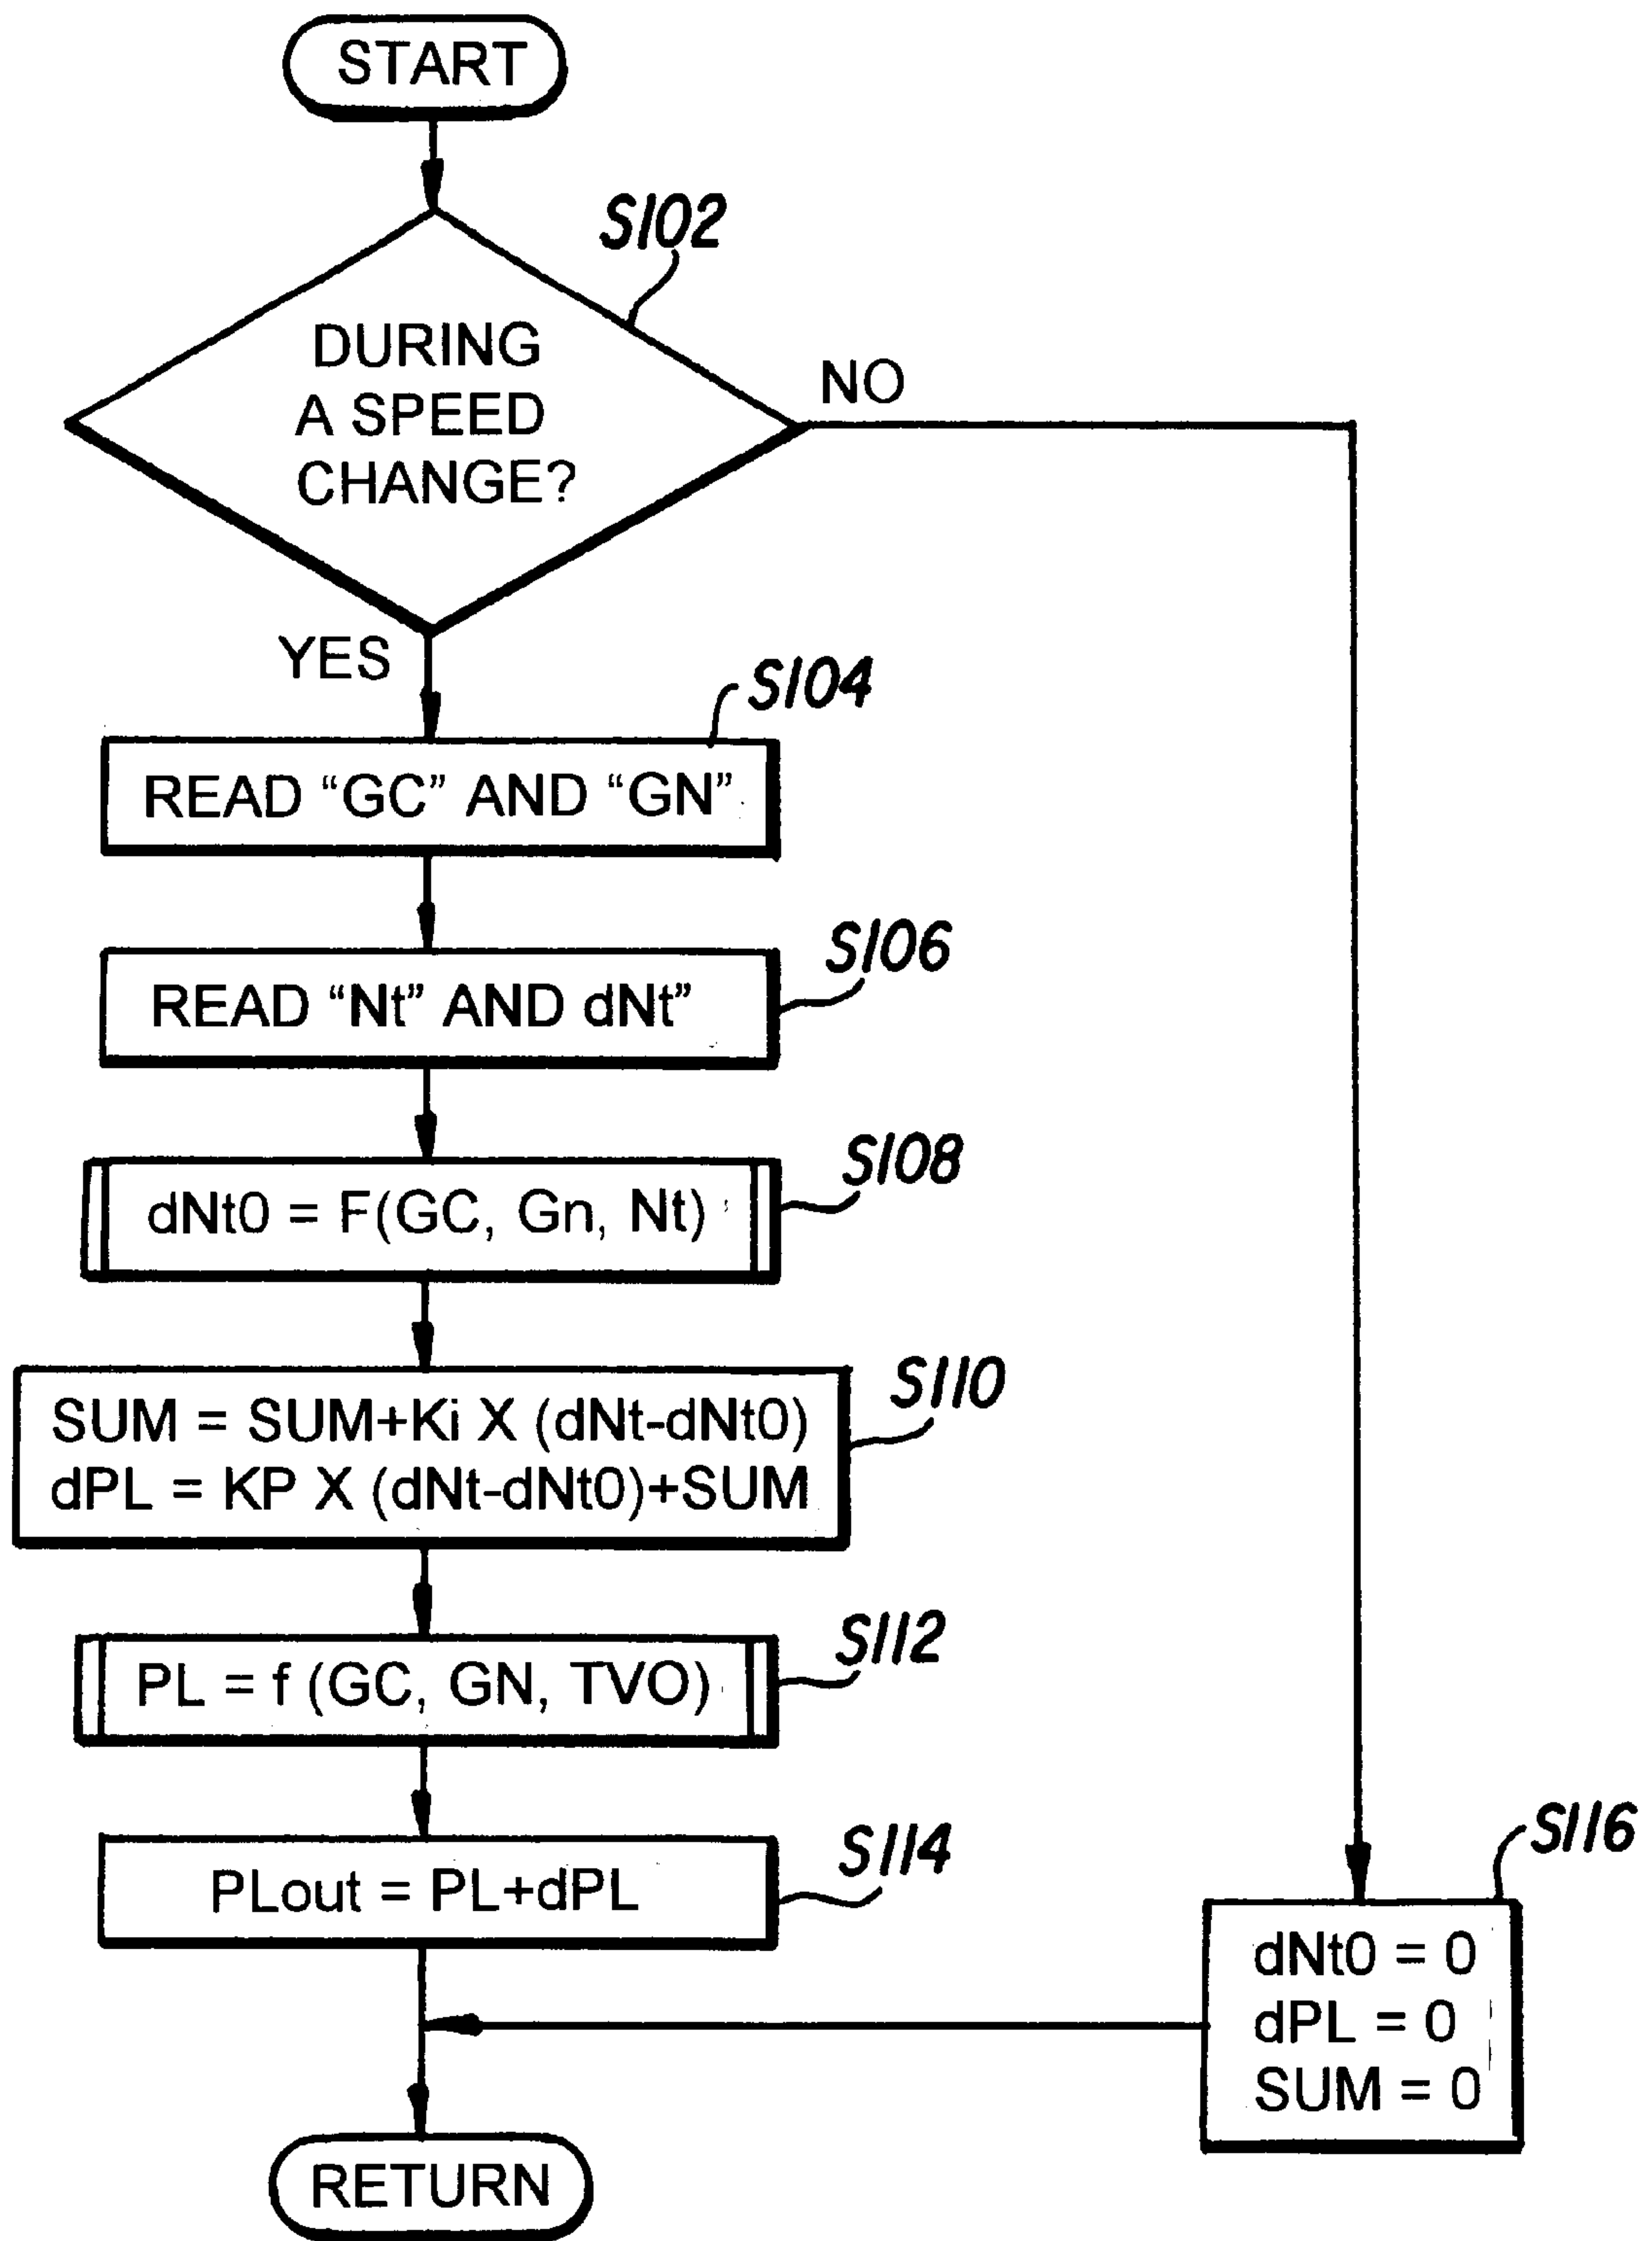 START
S102
DURING
A SPEED
CHANGE?
NO
YES
S104
READ “GC” AND “GN”
S106
READ “Nt” AND dNt”
S108
dNt0 = F(GC, Gn, Nt)
S110
SUM = SUM+Ki X (dNt-dNt0)
dPL = KP X (dNt-dNt0)+SUM
S112
PL = f (GC, GN, TVO)
S114
PLout = PL+dPL
S116
dNt0 = 0
dPL = 0
SUM = 0
RETURN